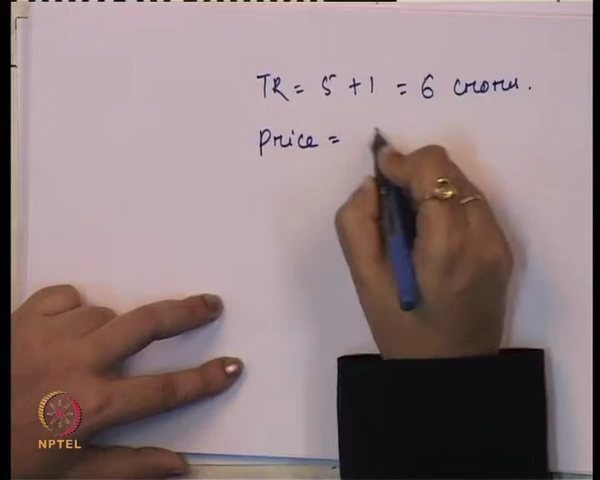 TR = 5 + 1 = 6 crores.
Price =
NPTEL